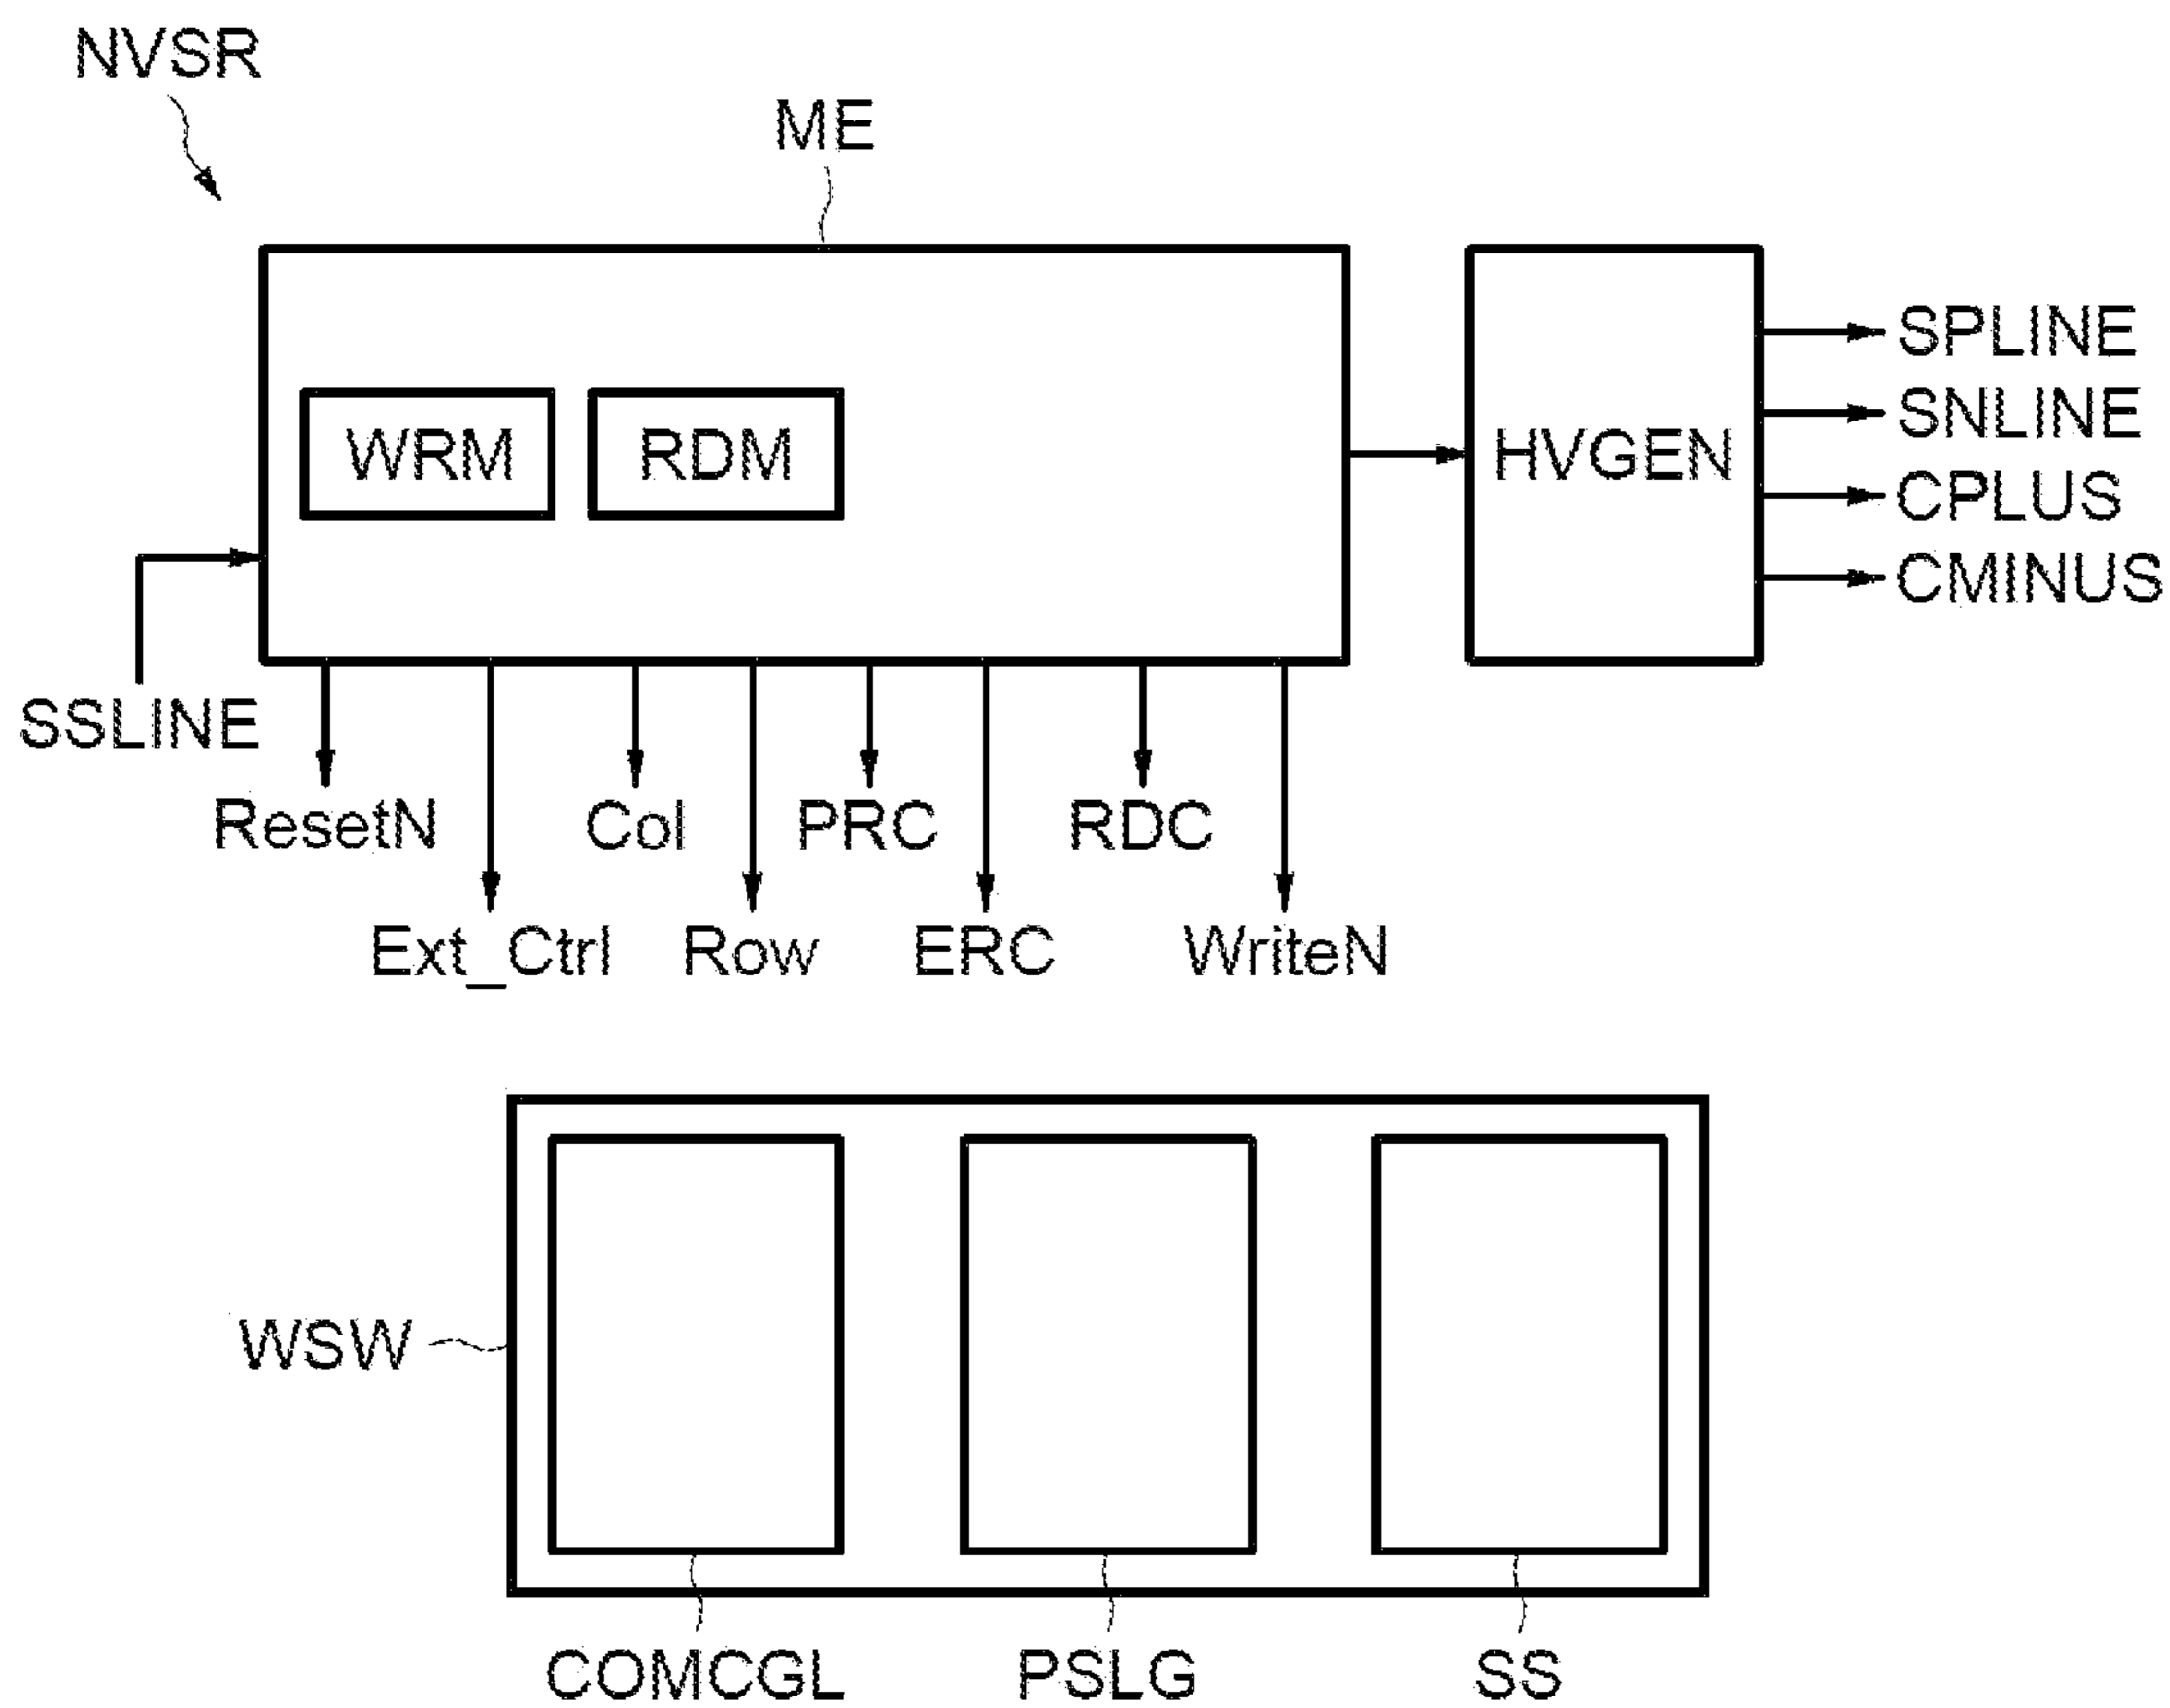 NVSR
ME
WRM RDM HVGEN
SPLINE
SNLINE
CPLUS
CMINUS
SSLINE
ResetN Col PRC RDC
Ext_Ctrl Row ERC WriteN
WSW
COMCGL PSLG SS